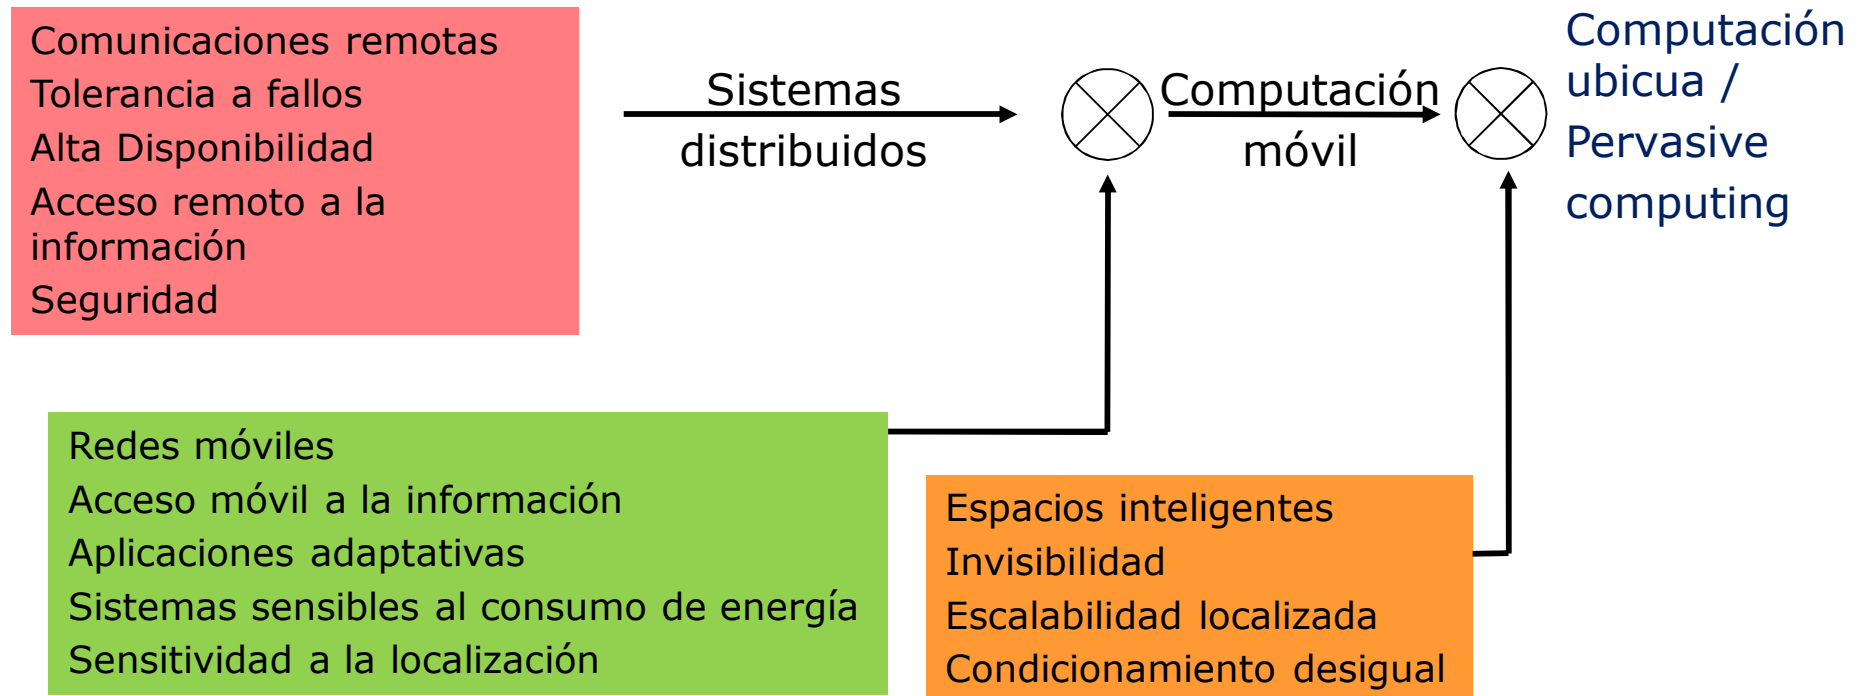 Comunicaciones remotas
Tolerancia a fallos
Alta Disponibilidad
Acceso remoto a la
información
Seguridad
Sistemas
distribuidos
Computación
móvil
Computación
ubicua /
Pervasive
computing
Redes móviles
Acceso móvil a la información
Aplicaciones adaptativas
Sistemas sensibles al consumo de energía
Sensitividad a la localización
Espacios inteligentes
Invisibilidad
Escalabilidad localizada
Condicionamiento desigual